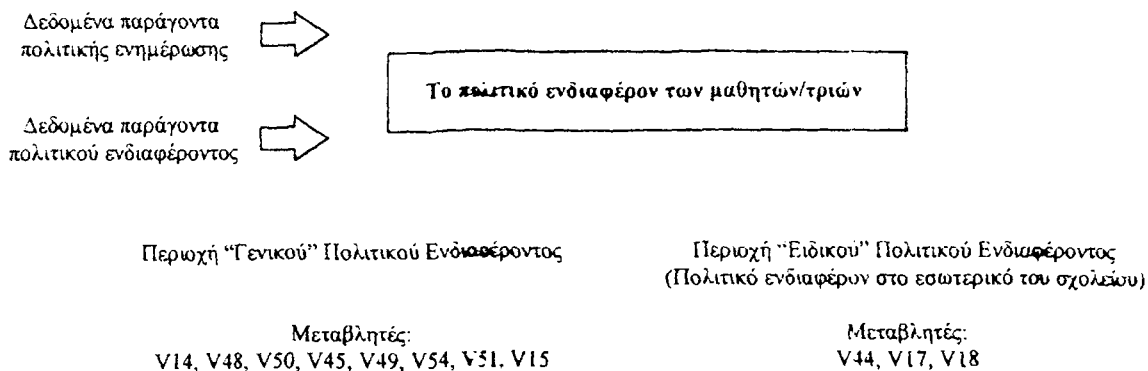 Δεδομένα παράγοντα
πολιτικής ενημέρωσης
Το πολιτικό ενδιαφέρον των μαθητών/τριών
Δεδομένα παράγοντα
πολιτικού ενδιαφέροντος
Περιοχή “Γενικού” Πολιτικού Ενδιαφέροντος
Περιοχή “Ειδικού” Πολιτικού Ενδιαφέροντος
(Πολιτικό ενδιαφέρον στο εσωτερικό του σχολείου)
Μεταβλητές:
V14, V48, V50, V45, V49, V54, V51, V15
Μεταβλητές:
V44, V17, V18